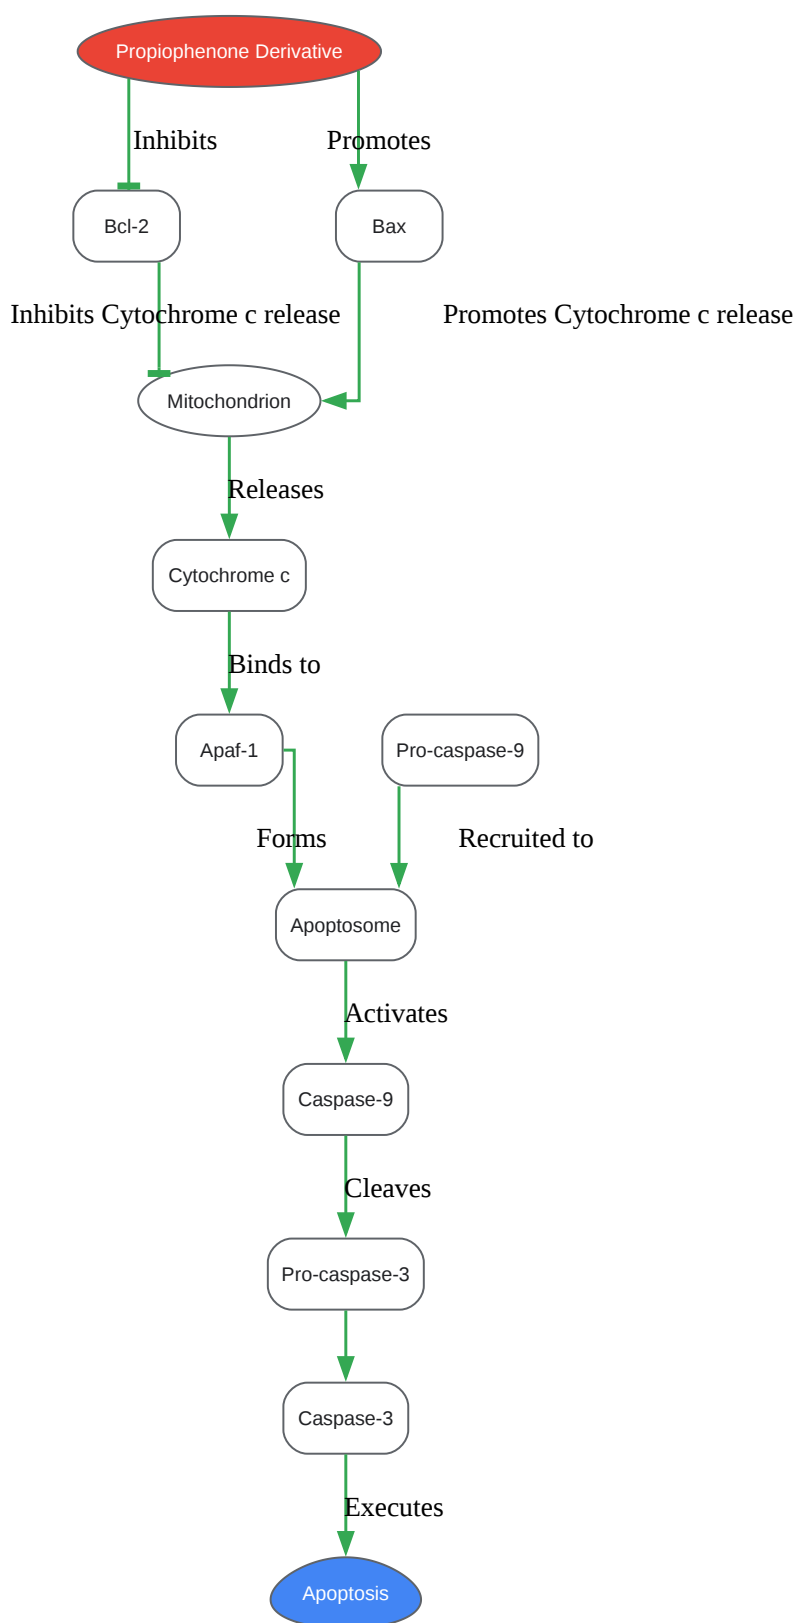 Propiophenone Derivative
Inhibits
Promotes
Bcl-2
Bax
Inhibits Cytochrome c release
Promotes Cytochrome c release
Mitochondrion
Releases
Cytochrome c
Binds to
Apaf-1
Pro-caspase-9
Forms
Recruited to
Apoptosome
Activates
Caspase-9
Cleaves
Pro-caspase-3
Caspase-3
Executes
Apoptosis